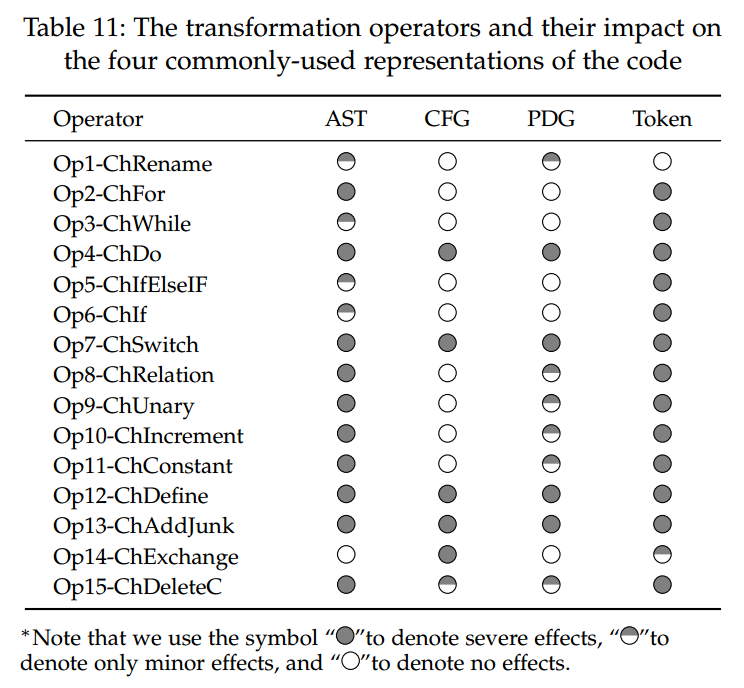 Table 11: The transformation operators and their impact on
the four commonly-used representations of the code
Operator AST CFG PDG Token
Op1-ChRename ◓ ○ ◓ ○
Op2-ChFor ● ○ ○ ●
Op3-ChWhile ◓ ○ ○ ●
Op4-ChDo ● ● ● ●
Op5-ChIfElseIF ◓ ○ ○ ●
Op6-ChIf ◓ ○ ○ ●
Op7-ChSwitch ● ● ● ●
Op8-ChRelation ● ○ ◓ ●
Op9-ChUnary ● ○ ◓ ●
Op10-ChIncrement ● ○ ◓ ●
Op11-ChConstant ● ○ ◓ ●
Op12-ChDefine ● ● ● ●
Op13-ChAddJunk ● ● ● ●
Op14-ChExchange ○ ● ○ ◓
Op15-ChDeleteC ● ◓ ◓ ●
*Note that we use the symbol “●”to denote severe effects, “◓”to
denote only minor effects, and “○”to denote no effects.